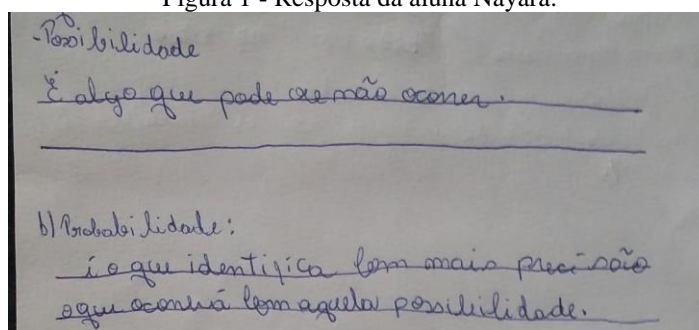 Figura 1 - Resposta da aluna Nayara.
- Possibilidade
É algo que pode ou não ocorrer.
b) Probabilidade:
é o que identifica com mais precisão
o que ocorrerá com aquela possibilidade.